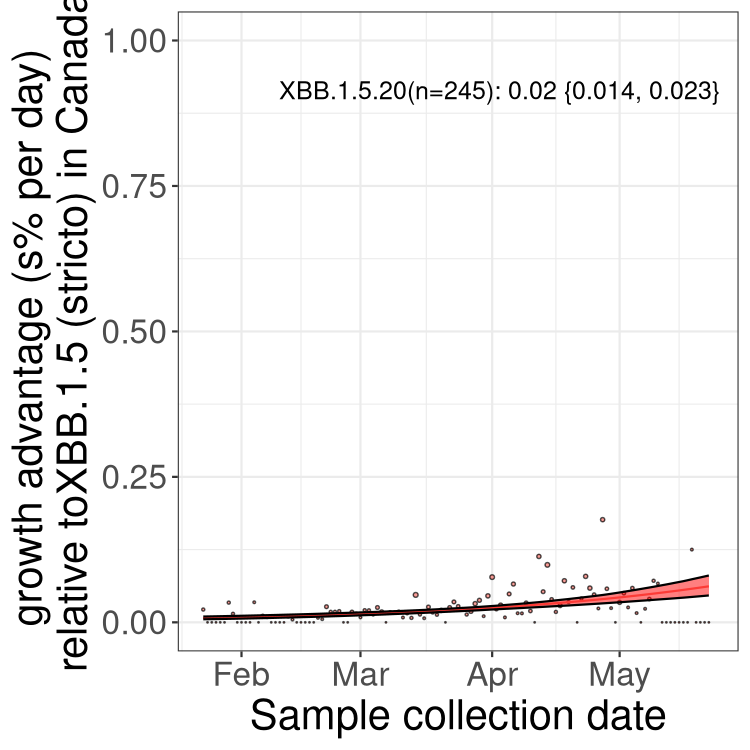 growth advantage (s% per day)
relative toXBB.1.5 (stricto) in Canada
1.00
0.75
0.50
0.25
0.00
XBB.1.5.20(n=245): 0.02 {0.014, 0.023}
Feb Mar Apr May
Sample collection date